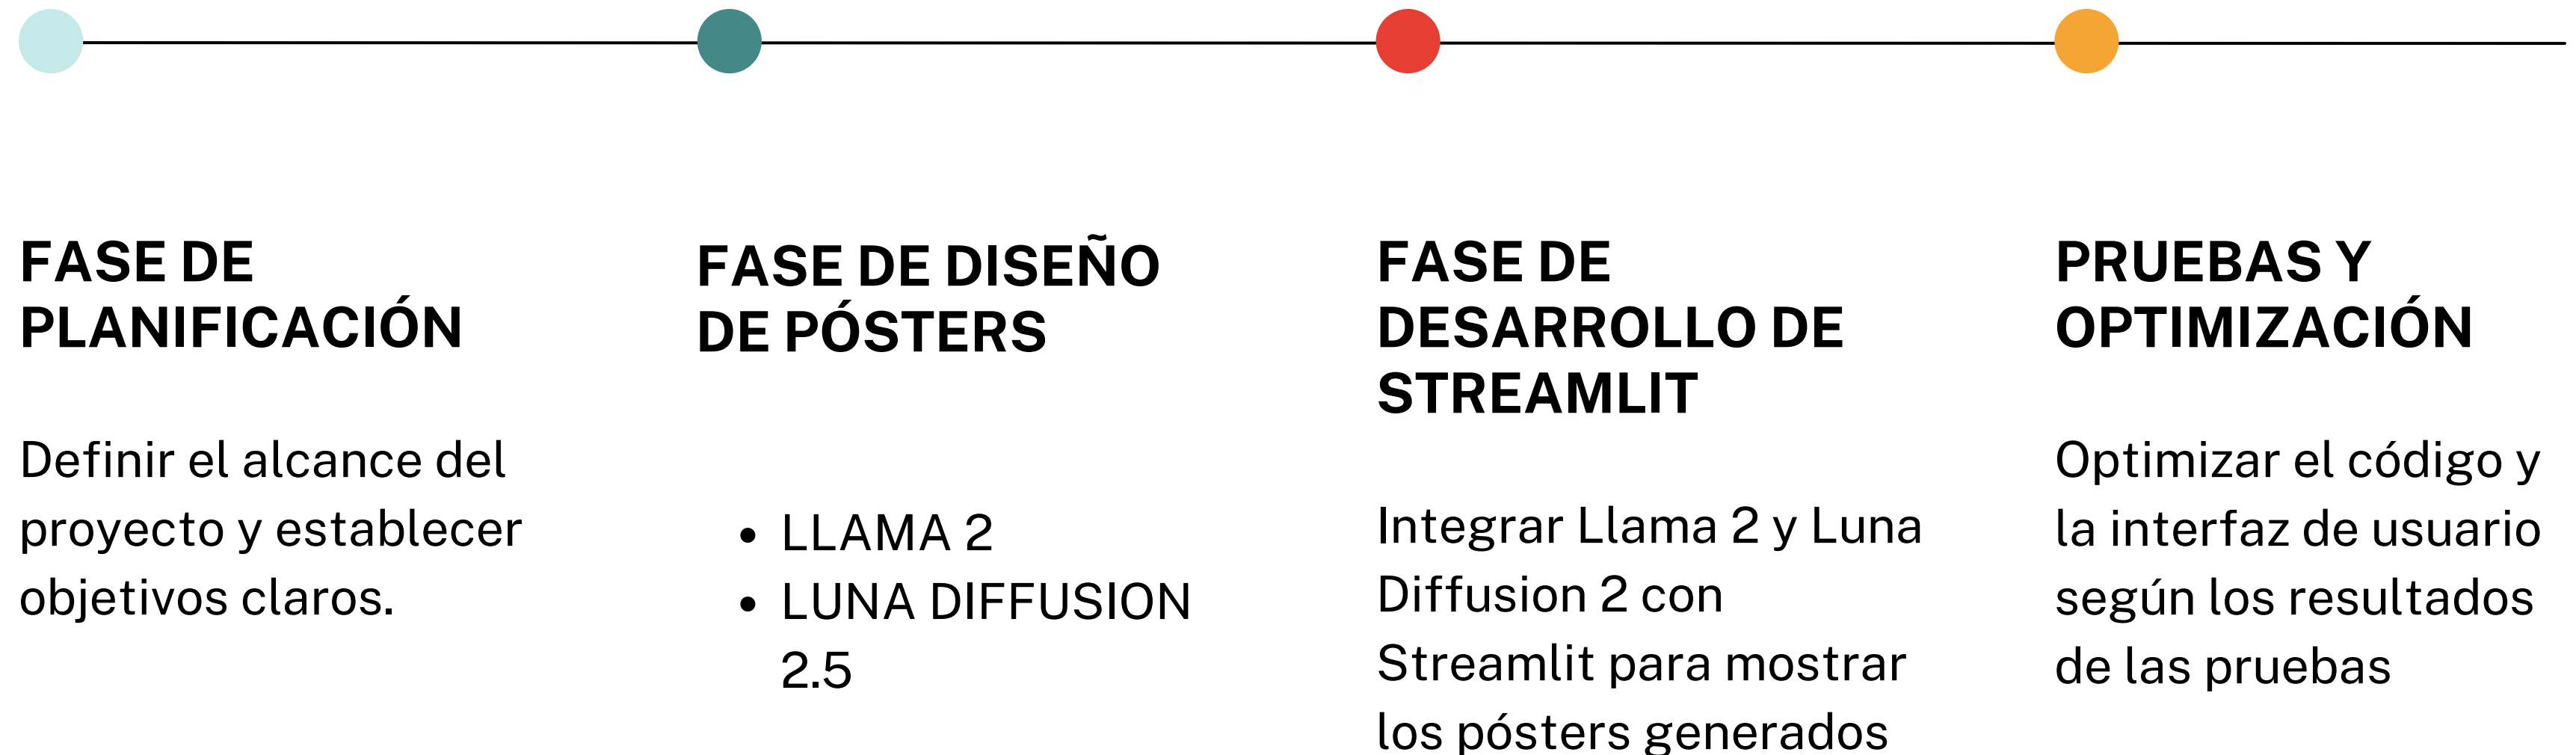 FASE DE
PLANIFICACIÓN
Definir el alcance del
proyecto y establecer
objetivos claros.
FASE DE DISEÑO
DE PÓSTERS
• LLAMA 2
• LUNA DIFFUSION
2.5
FASE DE
DESARROLLO DE
STREAMLIT
Integrar Llama 2 y Luna
Diffusion 2 con
Streamlit para mostrar
los pósters generados
PRUEBAS Y
OPTIMIZACIÓN
Optimizar el código y
la interfaz de usuario
según los resultados
de las pruebas